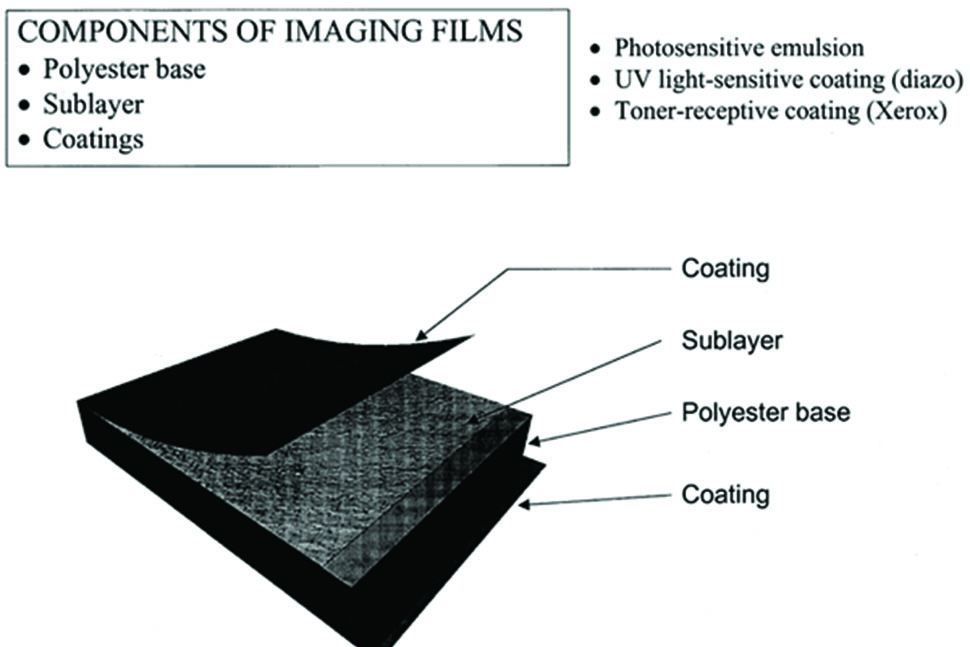 COMPONENTS OF IMAGING FILMS
• Polyester base
• Sublayer
• Coatings
• Photosensitive emulsion
• UV light-sensitive coating (diazo)
• Toner-receptive coating (Xerox)
Coating
Sublayer
Polyester base
Coating